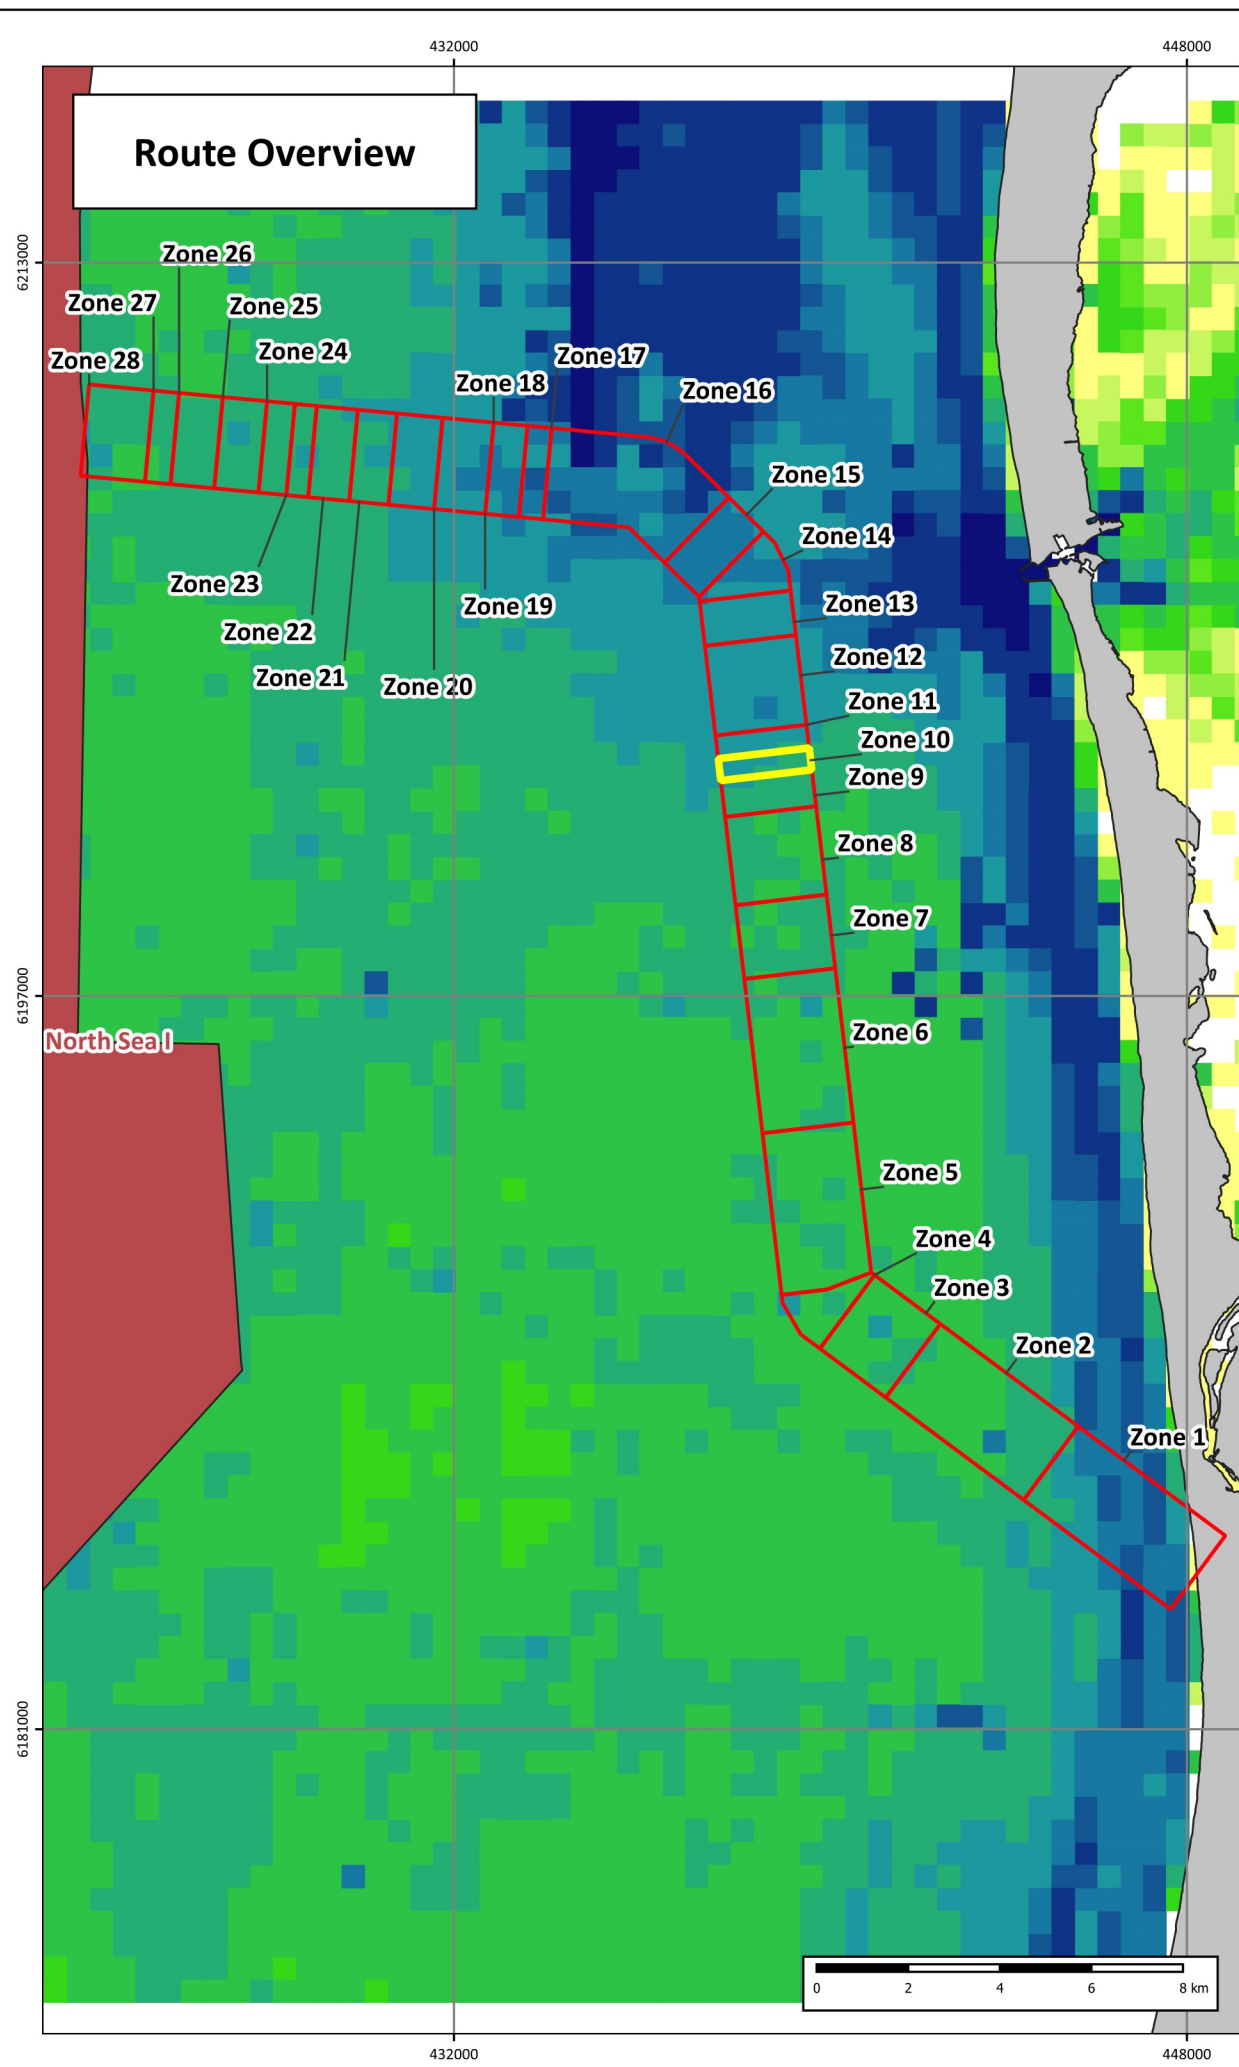 432000
448000
Route Overview
6213000
Zone 26
Zone 27
Zone 25
Zone 24
Zone 28
Zone 17
Zone 18
Zone 16
Zone 15
Zone 14
Zone 23
Zone 13
Zone 19
Zone 22
Zone 12
Zone 21
Zone 20
Zone 11
Zone 10
Zone 9
Zone 8
Zone 7
6197000
Zone 6
North Sea I
Zone 5
Zone 4
Zone 3
Zone 2
Zone 1
6181000
0 2 4 6 8 km
432000
448000